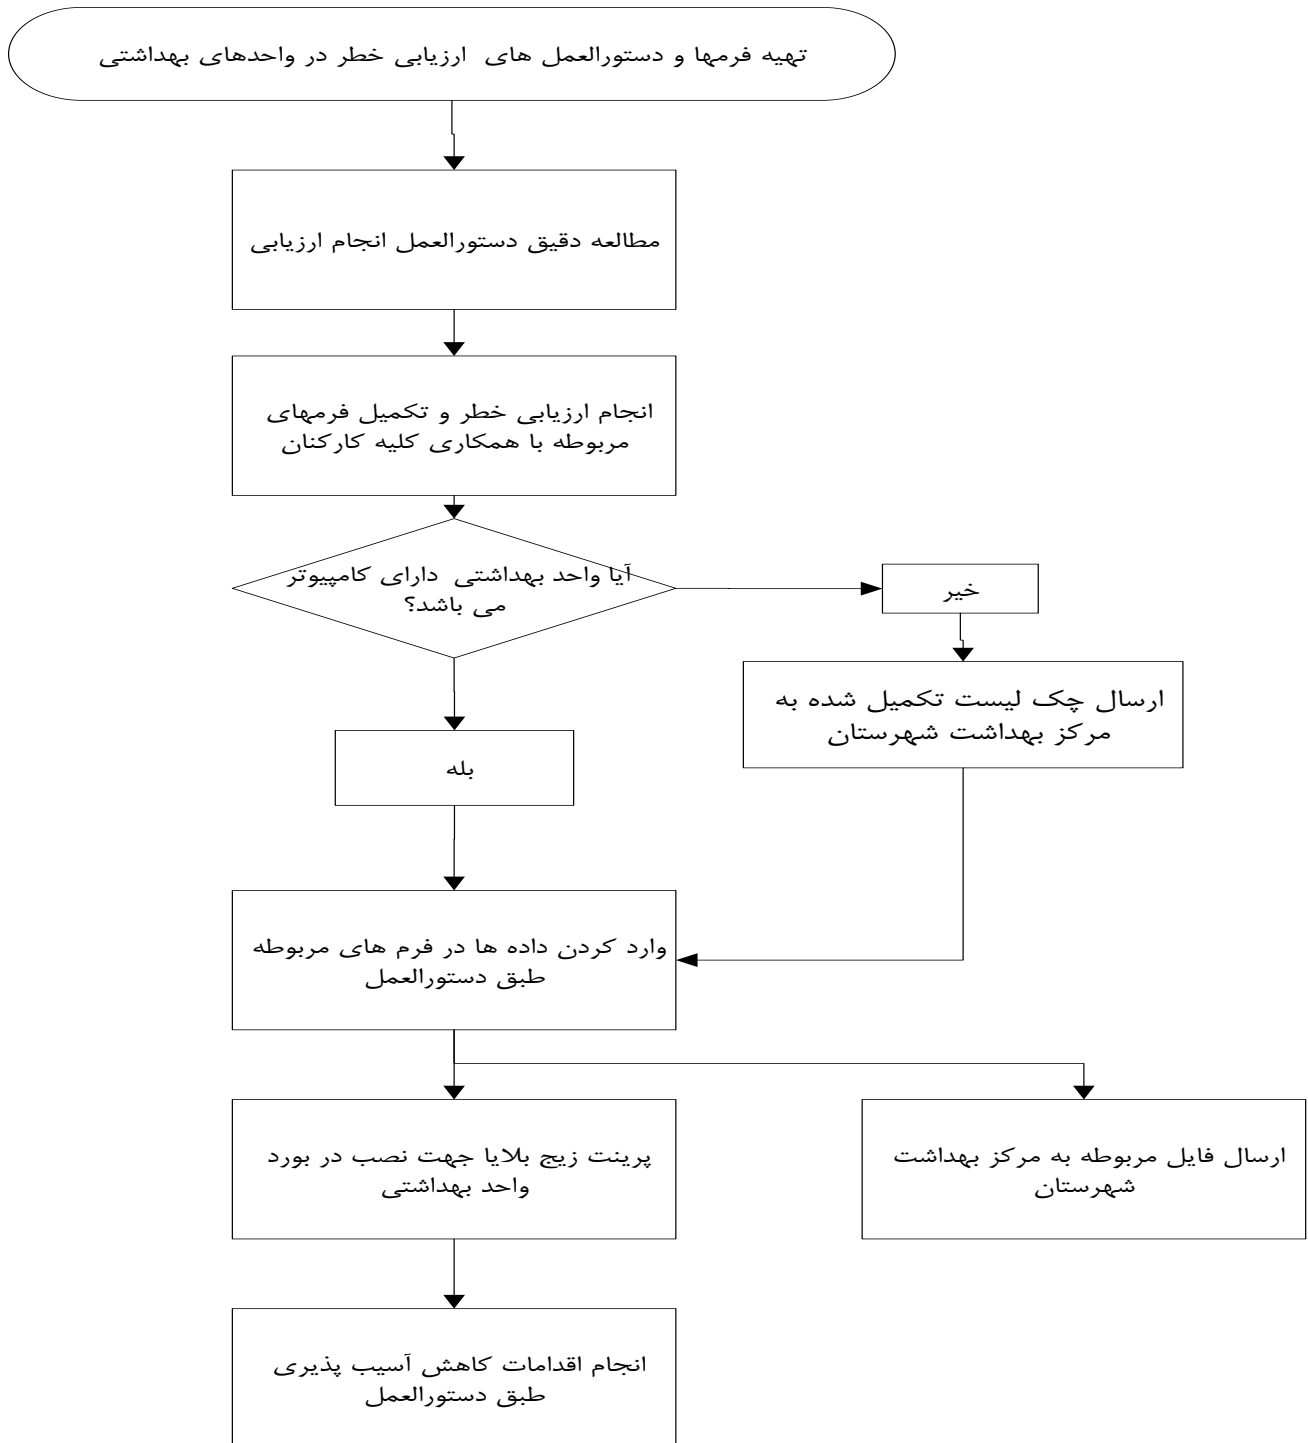 تهیه فرمها و دستورالعمل های ارزیابی خطر در واحدهای بهداشتی
مطالعه دقیق دستورالعمل انجام ارزیابی
انجام ارزیابی خطر و تکمیل فرمهای
مربوطه با همکاری کلیه کارکنان
آیا واحد بهداشتی دارای کامپیوتر
می باشد؟
خیر
ارسال چک لیست تکمیل شده به
مرکز بهداشت شهرستان
بله
وارد کردن داده ها در فرم های مربوطه
طبق دستورالعمل
پرینت زیج بلایا جهت نصب در بورد
واحد بهداشتی
ارسال فایل مربوطه به مرکز بهداشت
شهرستان
انجام اقدامات کاهش آسیب پذیری
طبق دستورالعمل